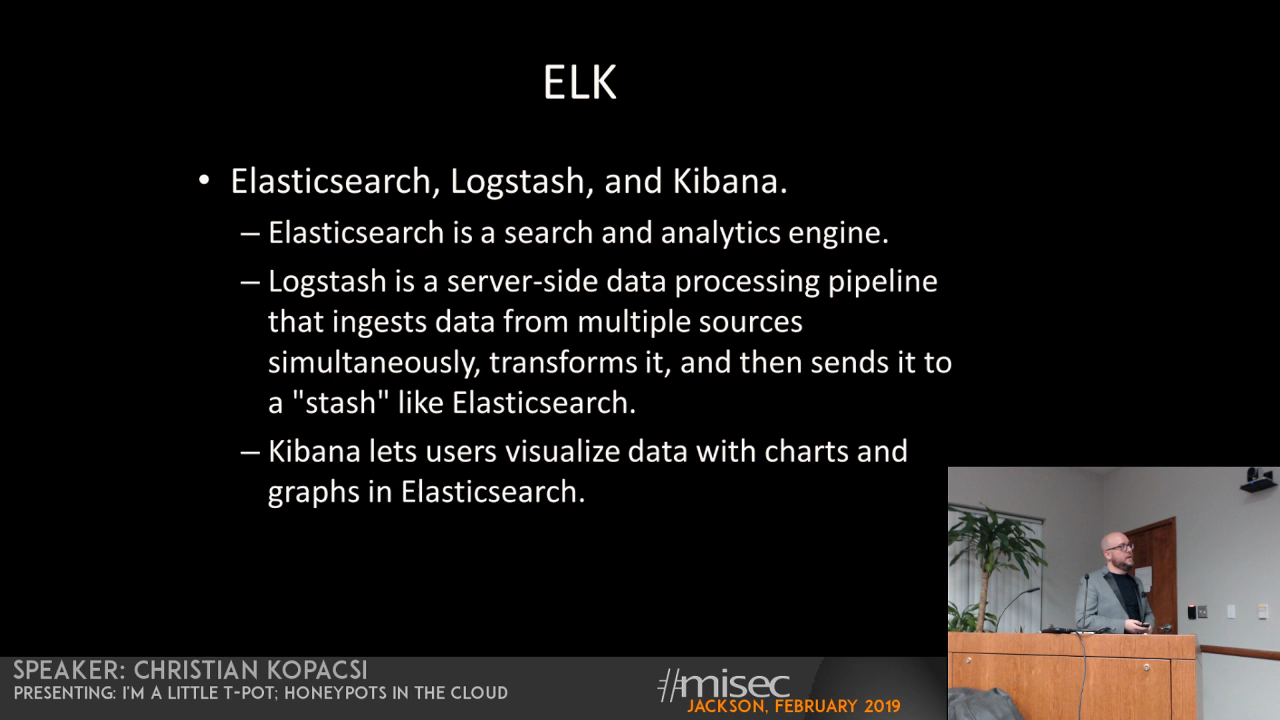 ELK
• Elasticsearch, Logstash, and Kibana.
– Elasticsearch is a search and analytics engine.
– Logstash is a server-side data processing pipeline
that ingests data from multiple sources
simultaneously, transforms it, and then sends it to
a "stash" like Elasticsearch.
– Kibana lets users visualize data with charts and
graphs in Elasticsearch.
SPEAKER: CHRISTIAN KOPACSI
PRESENTING: I'M A LITTLE T-POT; HONEYPOTS IN THE CLOUD
#misec
JACKSON, FEBRUARY 2019